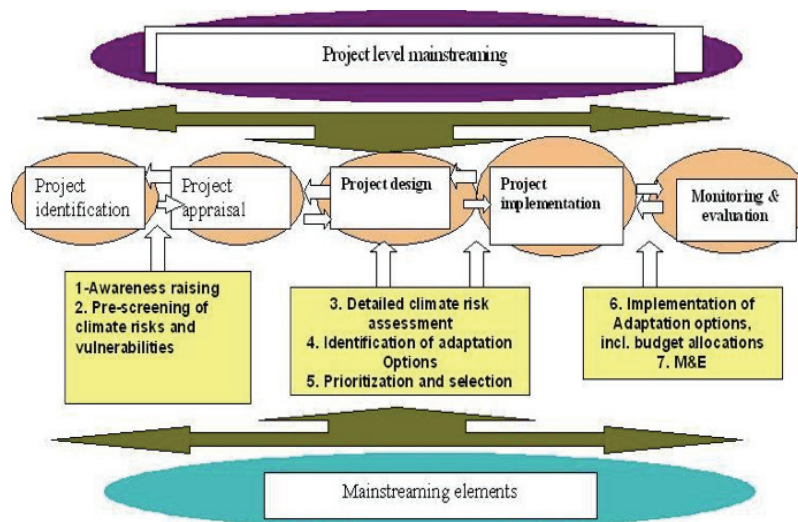 Project level mainstreaming
Project
identification
Project
appraisal
Project design
Project
implementation
Monitoring &
evaluation
1-Awareness raising
2. Pre-screening of
climate risks and
vulnerabilities
3. Detailed climate risk
assessment
4. Identification of adaptation
Options
5. Prioritization and selection
6. Implementation of
Adaptation options,
incl. budget allocations
7. M&E
Mainstreaming elements